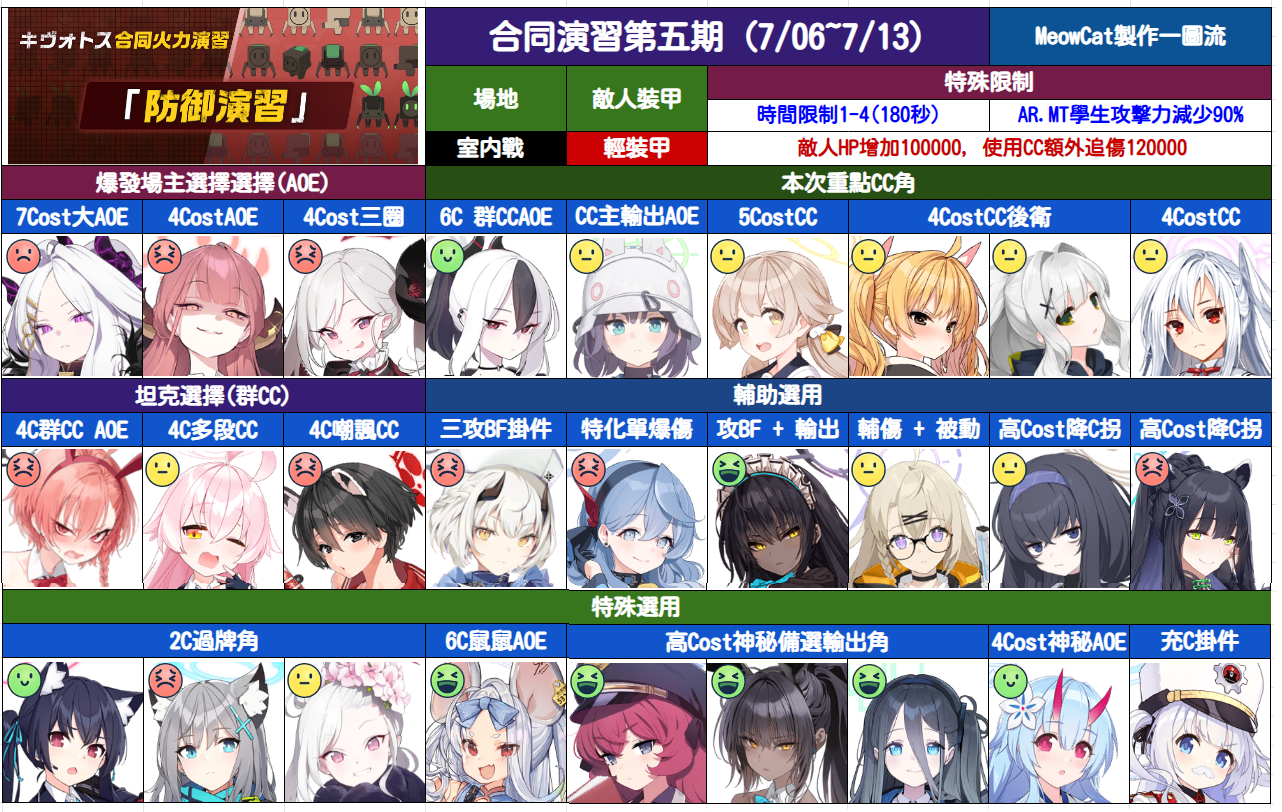 キヴォトス合同火力演習
「防御演習」
合同演習第五期 (7/06~7/13)
MeowCat製作一圖流
場地
敵人裝甲
特殊限制
時間限制1-4(180秒)
AR.MT學生攻擊力減少90%
室内戰
輕裝甲
敵人HP增加100000, 使用CC額外追傷120000
爆發場主選擇選擇(AOE)
本次重點CC角
7Cost大AOE
4CostAOE
4Cost三圈
6C 群CCAOE
CC主輸出AOE
5CostCC
4CostCC後衛
4CostCC
坦克選擇(群CC)
輔助選用
4C群CC AOE
4C多段CC
4C嘲諷CC
三攻BF掛件
特化單爆傷
攻BF + 輸出
輔傷 + 被動
高Cost降C拐
高Cost降C拐
特殊選用
2C過牌角
6C鼠鼠AOE
高Cost神秘備選輸出角
4Cost神秘AOE
充C掛件